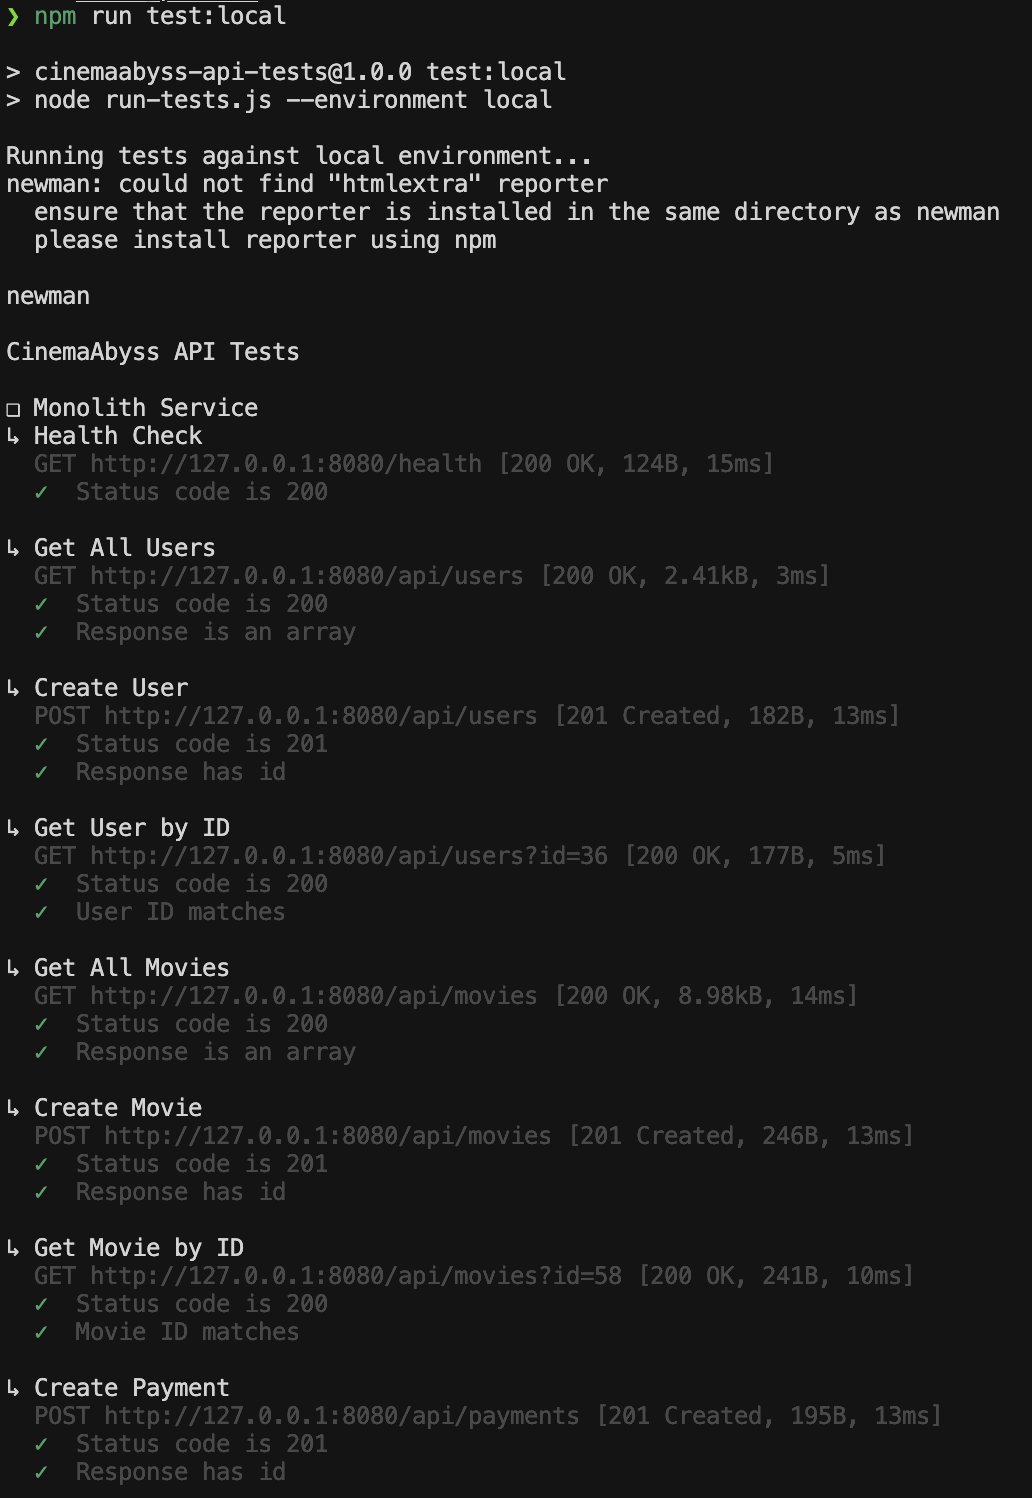 ❯ npm run test:local
> cinemaabyss-api-tests@1.0.0 test:local
> node run-tests.js --environment local
Running tests against local environment...
newman: could not find "htmlextra" reporter
  ensure that the reporter is installed in the same directory as newman
  please install reporter using npm
newman
CinemaAbyss API Tests
❏ Monolith Service
↳ Health Check
  GET http://127.0.0.1:8080/health [200 OK, 124B, 15ms]
  ✓  Status code is 200
↳ Get All Users
  GET http://127.0.0.1:8080/api/users [200 OK, 2.41kB, 3ms]
  ✓  Status code is 200
  ✓  Response is an array
↳ Create User
  POST http://127.0.0.1:8080/api/users [201 Created, 182B, 13ms]
  ✓  Status code is 201
  ✓  Response has id
↳ Get User by ID
  GET http://127.0.0.1:8080/api/users?id=36 [200 OK, 177B, 5ms]
  ✓  Status code is 200
  ✓  User ID matches
↳ Get All Movies
  GET http://127.0.0.1:8080/api/movies [200 OK, 8.98kB, 14ms]
  ✓  Status code is 200
  ✓  Response is an array
↳ Create Movie
  POST http://127.0.0.1:8080/api/movies [201 Created, 246B, 13ms]
  ✓  Status code is 201
  ✓  Response has id
↳ Get Movie by ID
  GET http://127.0.0.1:8080/api/movies?id=58 [200 OK, 241B, 10ms]
  ✓  Status code is 200
  ✓  Movie ID matches
↳ Create Payment
  POST http://127.0.0.1:8080/api/payments [201 Created, 195B, 13ms]
  ✓  Status code is 201
  ✓  Response has id